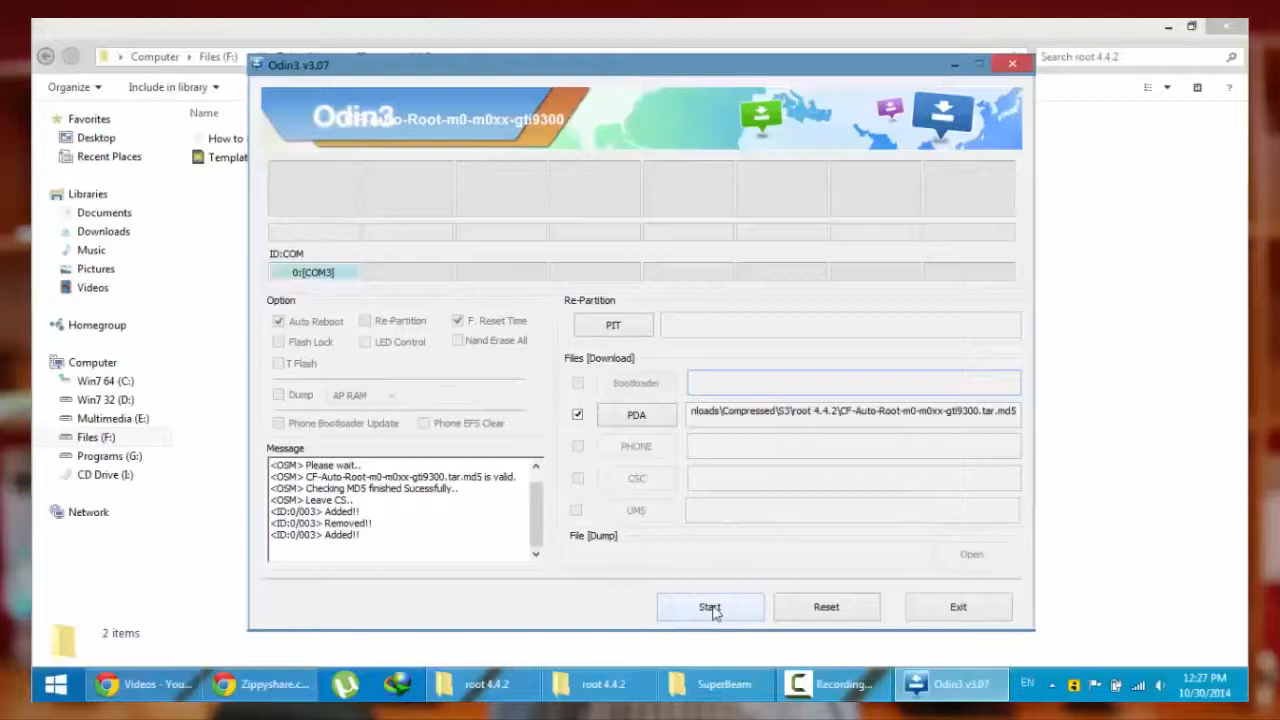 Computer Files (F:)
Search root 4.4.2
Odin3 v3.07
Organize
Include in library
Name
Favorites
Desktop
Recent Places
How to
Templat
Libraries
Documents
Downloads
Music
Pictures
Videos
Homegroup
Computer
Win7 64 (C:)
Win7 32 (D:)
Multimedia (E:)
Files (F:)
Programs (G:)
CD Drive (I:)
Network
2 items
Odin3
Auto-Root-m0-m0xx-gti9300
ID:COM
0:[COM3]
Option
Auto Reboot
Re-Partition
F. Reset Time
Flash Lock
LED Control
Nand Erase All
T Flash
Dump
AP RAM
Phone Bootloader Update
Phone EFS Clear
Message
<OSM> Please wait..
<OSM> CF-Auto-Root-m0-m0xx-gti9300.tar.md5 is valid.
<OSM> Checking MD5 finished Sucessfully..
<OSM> Leave CS..
<ID:0/003> Added!!
<ID:0/003> Removed!!
<ID:0/003> Added!!
Re-Partition
PIT
Files [Download]
Bootloader
PDA
nloads\Compressed\S3\root 4.4.2\CF-Auto-Root-m0-m0xx-gti9300.tar.md5
PHONE
CSC
UMS
File [Dump]
Open
Start
Reset
Exit
Videos - You...
Zippyshare.c...
root 4.4.2
root 4.4.2
SuperBeam
Recording...
Odin3 v3.07
EN
12:27 PM
10/30/2014